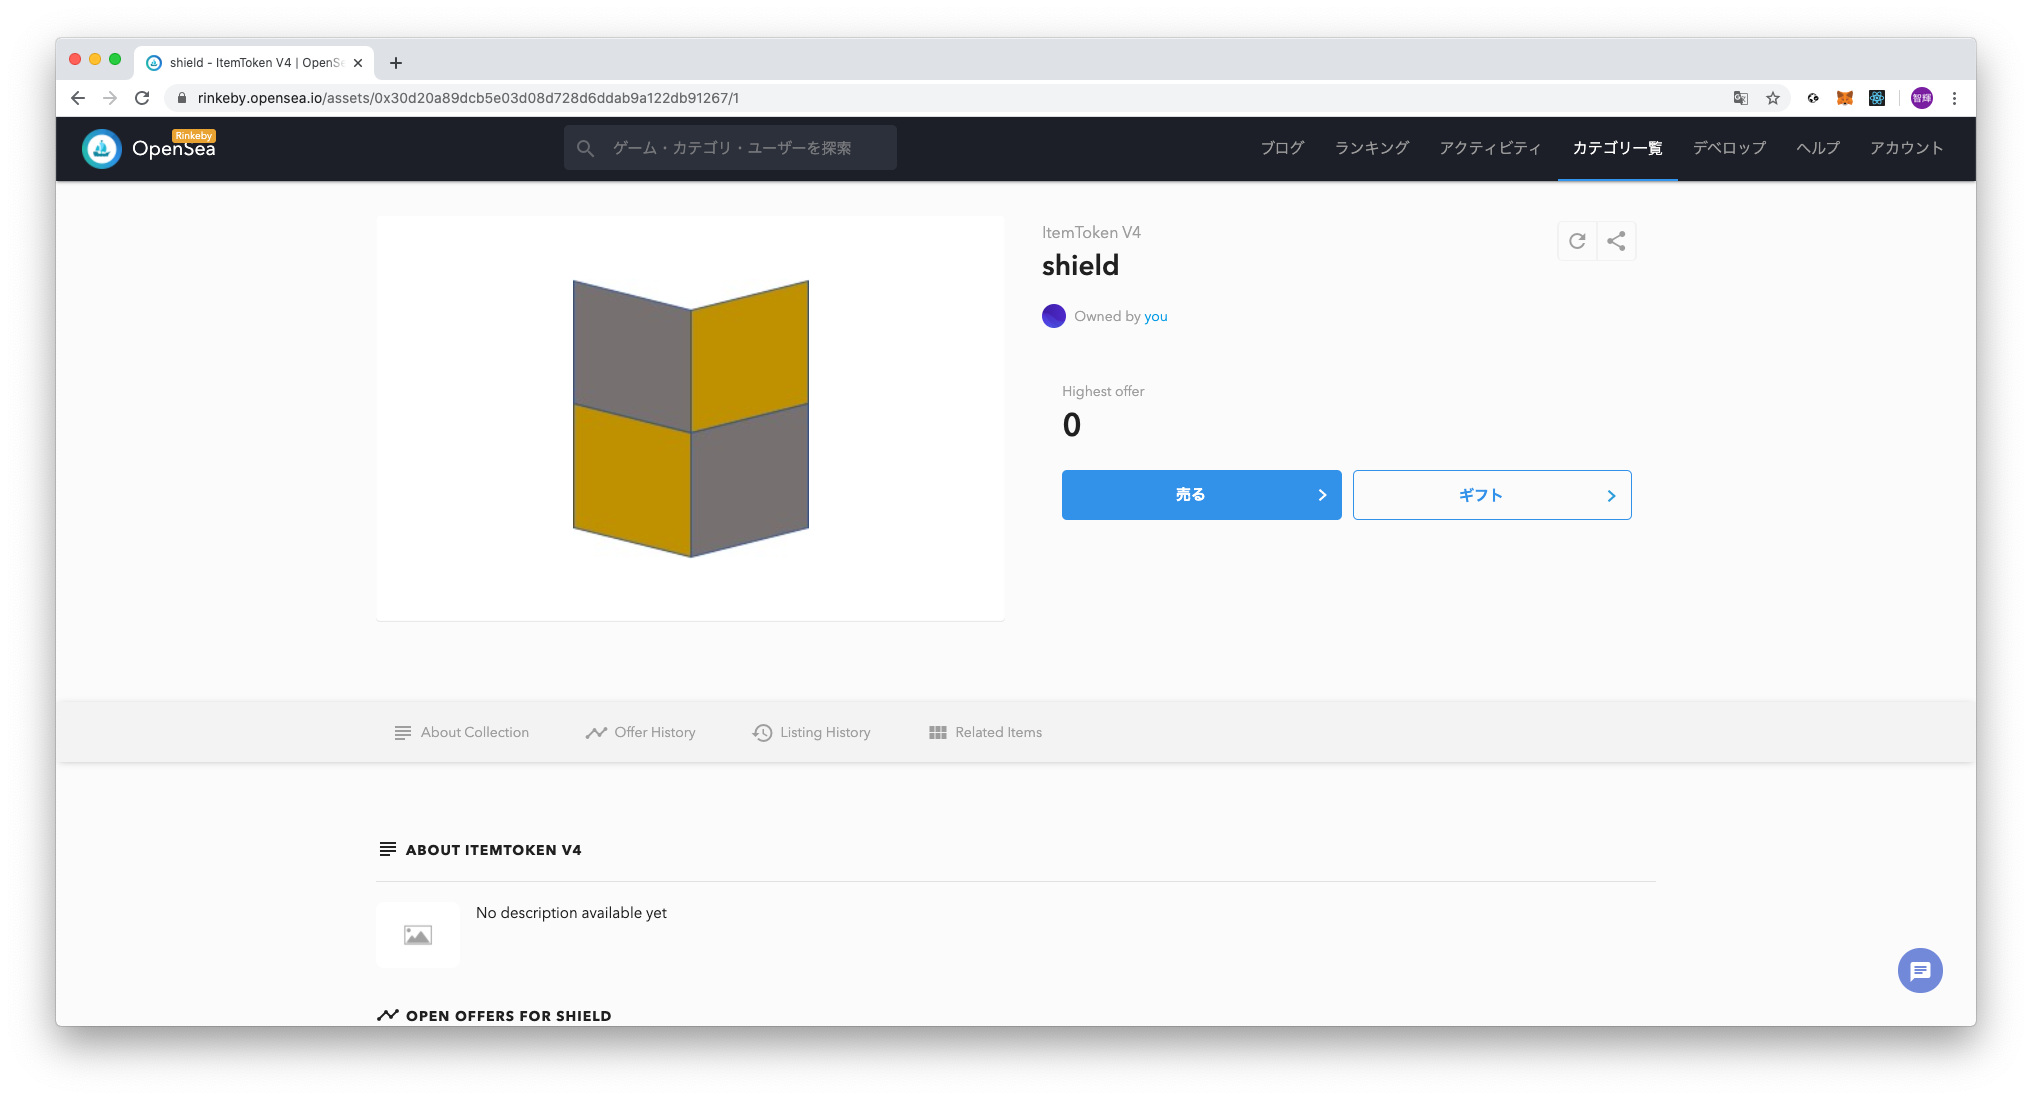 shield - ItemToken V4 | OpenSe
rinkeby.opensea.io/assets/0x30d20a89dcb5e03d08d728d6ddab9a122db91267/1
智輝
Rinkeby
OpenSea
ゲーム・カテゴリ・ユーザーを探索
ブログ
ランキング
アクティビティ
カテゴリ一覧
デベロップ
ヘルプ
アカウント
ItemToken V4
shield
Owned by you
Highest offer
0
売る
ギフト
About Collection
Offer History
Listing History
Related Items
ABOUT ITEMTOKEN V4
No description available yet
OPEN OFFERS FOR SHIELD